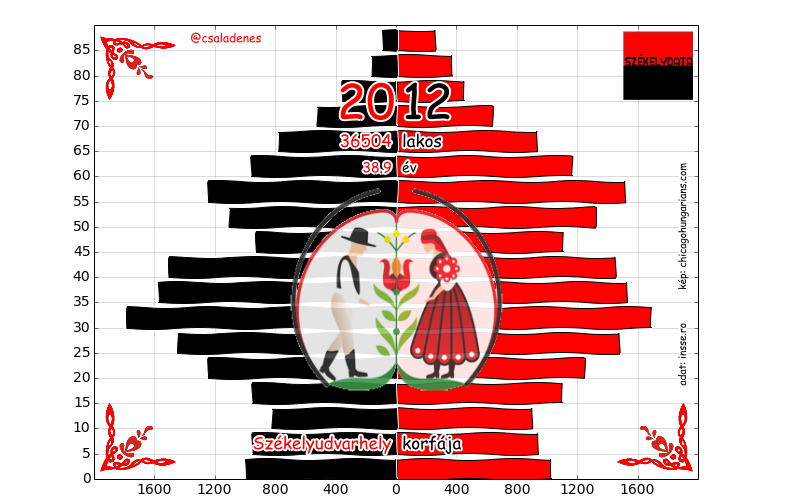 @csaladenes
SZÉKELYDATA
2012
36504 lakos
38.9 év
kép: chicagohungarians.com
adat: insse.ro
Székelyudvarhely korfája
85
80
75
70
65
60
55
50
45
40
35
30
25
20
15
10
5
0
1600 1200 800 400 0 400 800 1200 1600